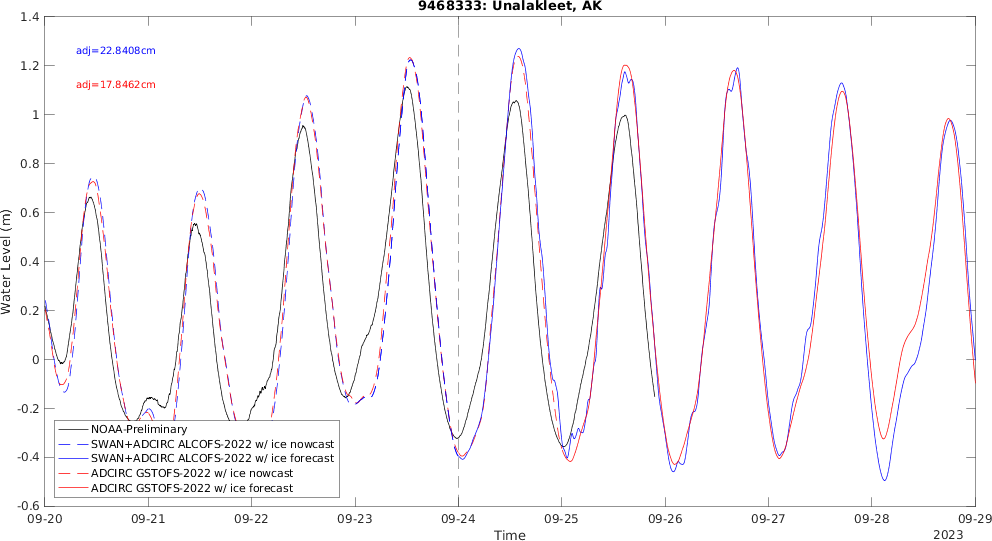 9468333: Unalakleet, AK
1.4
adj=22.8408cm
1.2
adj=17.8462cm
1
0.8
0.6
Water Level (m)
0.4
0.2
0
-0.2
NOAA-Preliminary
SWAN+ADCIRC ALCOFS-2022 w/ ice nowcast
-0.4
SWAN+ADCIRC ALCOFS-2022 w/ ice forecast
ADCIRC GSTOFS-2022 w/ ice nowcast
ADCIRC GSTOFS-2022 w/ ice forecast
-0.6
09-20 09-21 09-22 09-23 09-24 09-25 09-26 09-27 09-28 09-29
Time
2023